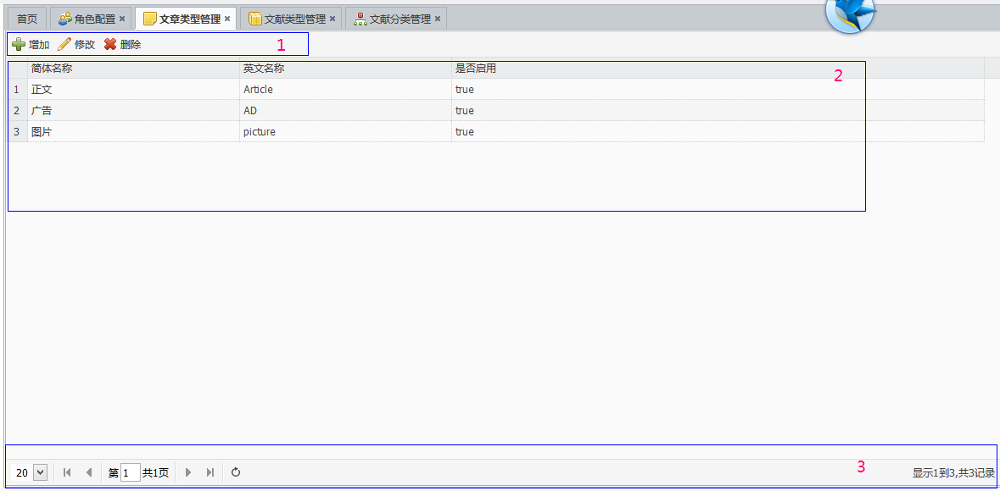 首页 角色配置 文章类型管理 文献类型管理 文献分类管理
增加 修改 删除 1
简体名称 英文名称 是否启用 2
1 正文 Article true
2 广告 AD true
3 图片 picture true
20 第 1 共1页 3 显示1到3,共3记录